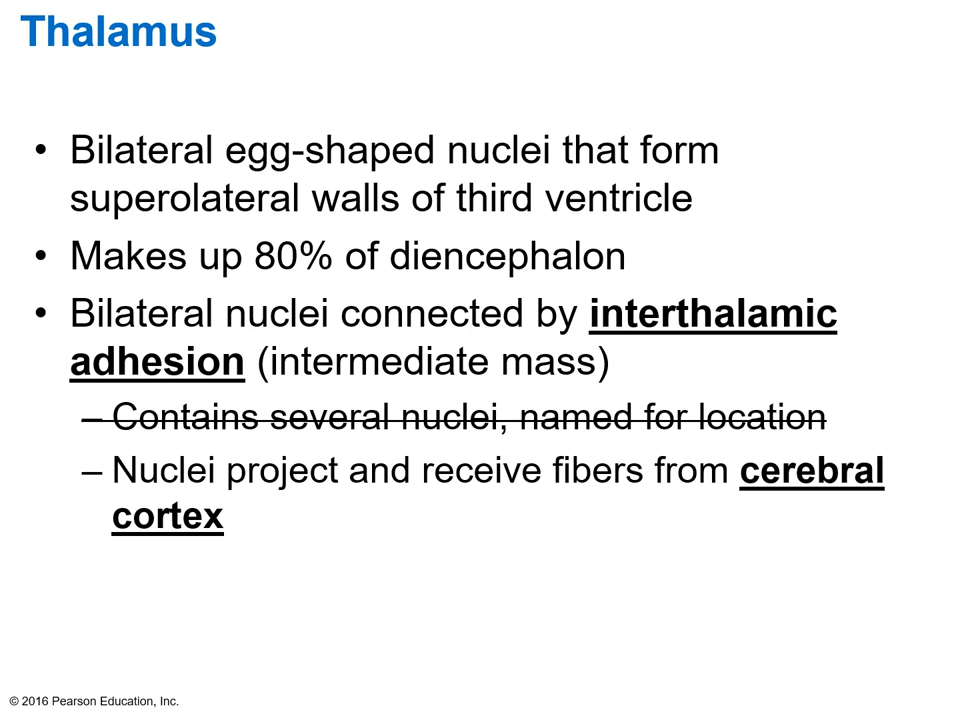 Thalamus
• Bilateral egg-shaped nuclei that form
superolateral walls of third ventricle
• Makes up 80% of diencephalon
• Bilateral nuclei connected by interthalamic
adhesion (intermediate mass)
– Contains several nuclei, named for location
– Nuclei project and receive fibers from cerebral
cortex
© 2016 Pearson Education, Inc.